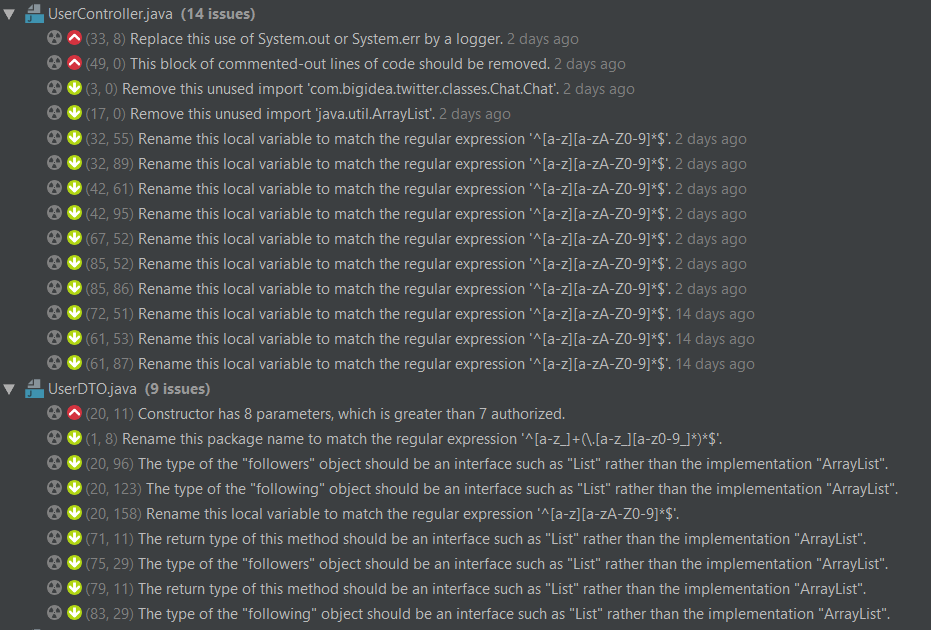 UserController.java (14 issues)
(33, 8) Replace this use of System.out or System.err by a logger. 2 days ago
(49, 0) This block of commented-out lines of code should be removed. 2 days ago
(3, 0) Remove this unused import 'com.bigidea.twitter.classes.Chat.Chat'. 2 days ago
(17, 0) Remove this unused import 'java.util.ArrayList'. 2 days ago
(32, 55) Rename this local variable to match the regular expression '^[a-z][a-zA-Z0-9]*$'. 2 days ago
(32, 89) Rename this local variable to match the regular expression '^[a-z][a-zA-Z0-9]*$'. 2 days ago
(42, 61) Rename this local variable to match the regular expression '^[a-z][a-zA-Z0-9]*$'. 2 days ago
(42, 95) Rename this local variable to match the regular expression '^[a-z][a-zA-Z0-9]*$'. 2 days ago
(67, 52) Rename this local variable to match the regular expression '^[a-z][a-zA-Z0-9]*$'. 2 days ago
(85, 52) Rename this local variable to match the regular expression '^[a-z][a-zA-Z0-9]*$'. 2 days ago
(85, 86) Rename this local variable to match the regular expression '^[a-z][a-zA-Z0-9]*$'. 2 days ago
(72, 51) Rename this local variable to match the regular expression '^[a-z][a-zA-Z0-9]*$'. 14 days ago
(61, 53) Rename this local variable to match the regular expression '^[a-z][a-zA-Z0-9]*$'. 14 days ago
(61, 87) Rename this local variable to match the regular expression '^[a-z][a-zA-Z0-9]*$'. 14 days ago
UserDTO.java (9 issues)
(20, 11) Constructor has 8 parameters, which is greater than 7 authorized.
(1, 8) Rename this package name to match the regular expression '^[a-z_]+(\.[a-z_][a-z0-9_]*)*$'.
(20, 96) The type of the "followers" object should be an interface such as "List" rather than the implementation "ArrayList".
(20, 123) The type of the "following" object should be an interface such as "List" rather than the implementation "ArrayList".
(20, 158) Rename this local variable to match the regular expression '^[a-z][a-zA-Z0-9]*$'.
(71, 11) The return type of this method should be an interface such as "List" rather than the implementation "ArrayList".
(75, 29) The type of the "followers" object should be an interface such as "List" rather than the implementation "ArrayList".
(79, 11) The return type of this method should be an interface such as "List" rather than the implementation "ArrayList".
(83, 29) The type of the "following" object should be an interface such as "List" rather than the implementation "ArrayList".